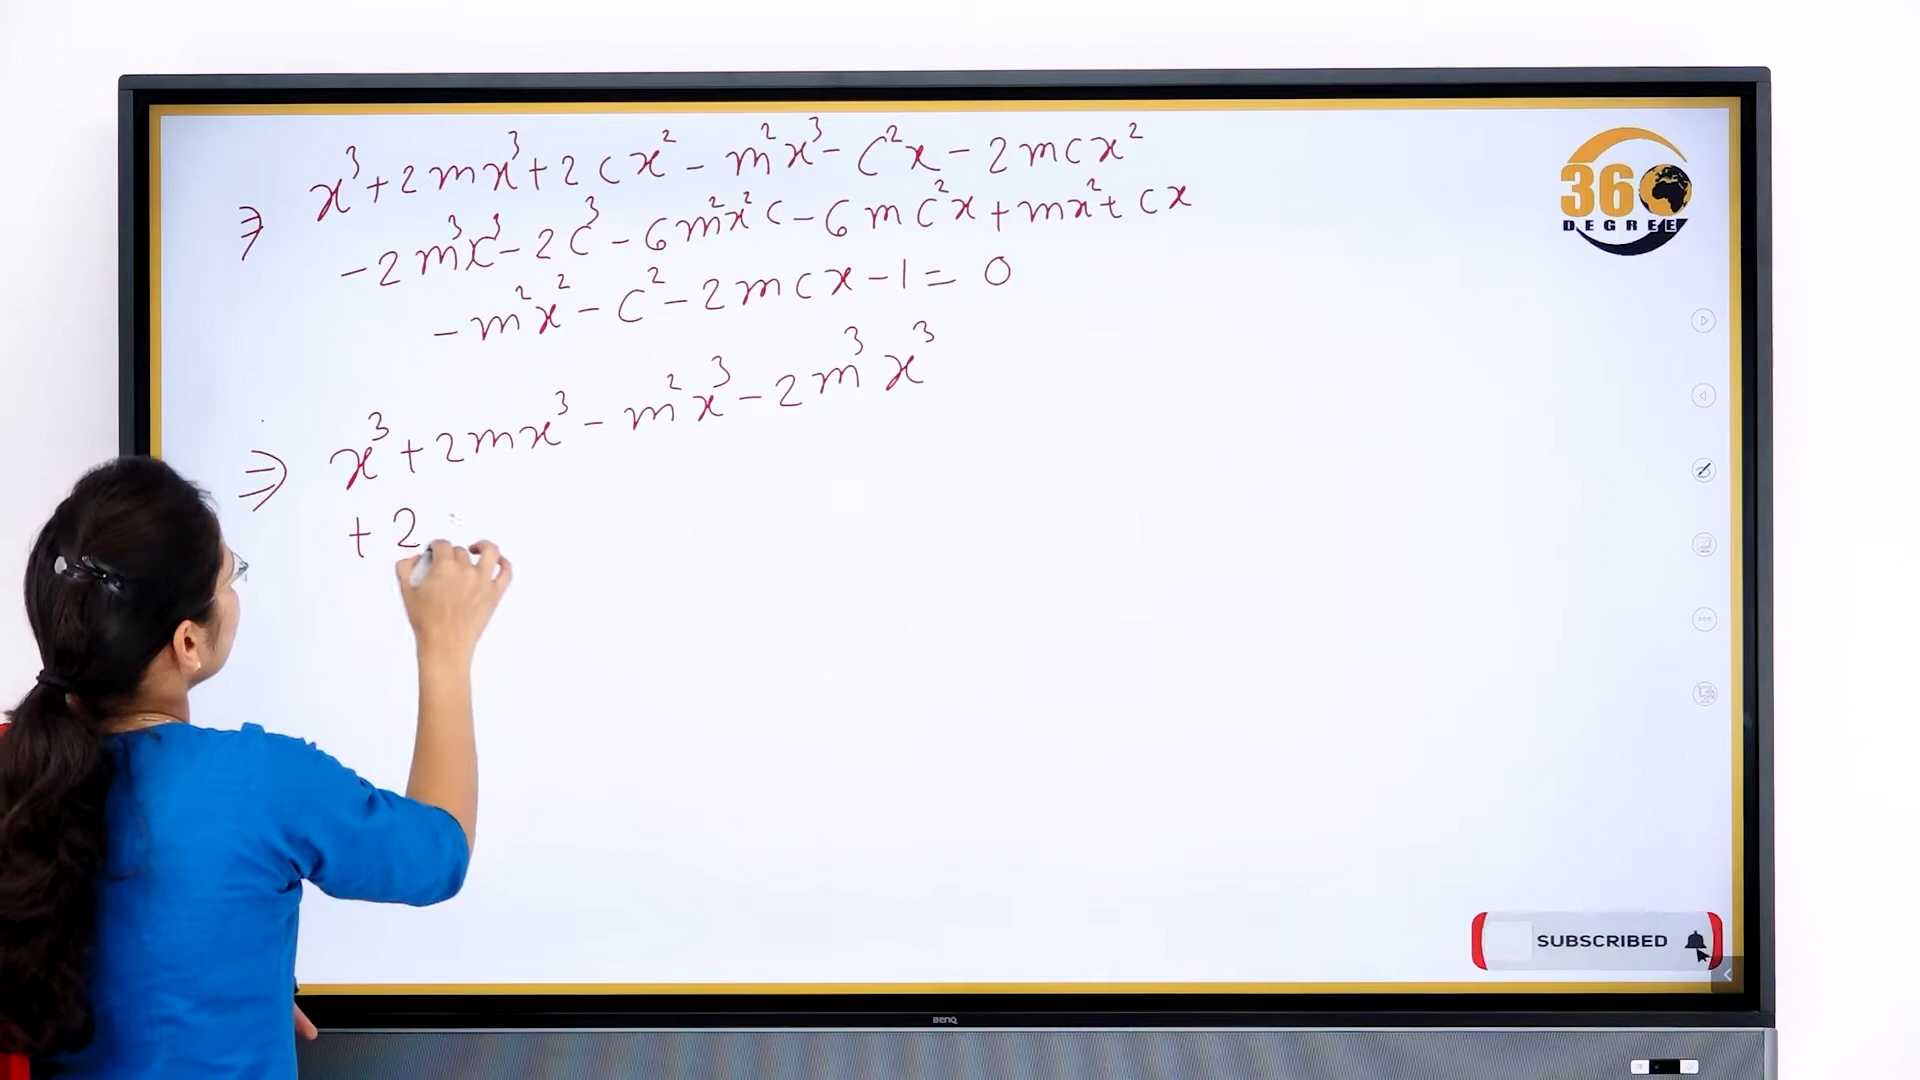 ⇒ x³ + 2mx³ + 2cx² - m²x³ - c²x - 2mcx²
- 2m³x³ - 2c³ - 6m²x²c - 6mc²x + mx² + cx
- m²x² - c² - 2mcx - 1 = 0
⇒ x³ + 2mx³ - m²x³ - 2m³x³
+ 2
360
DEGREE
SUBSCRIBED
BenQ